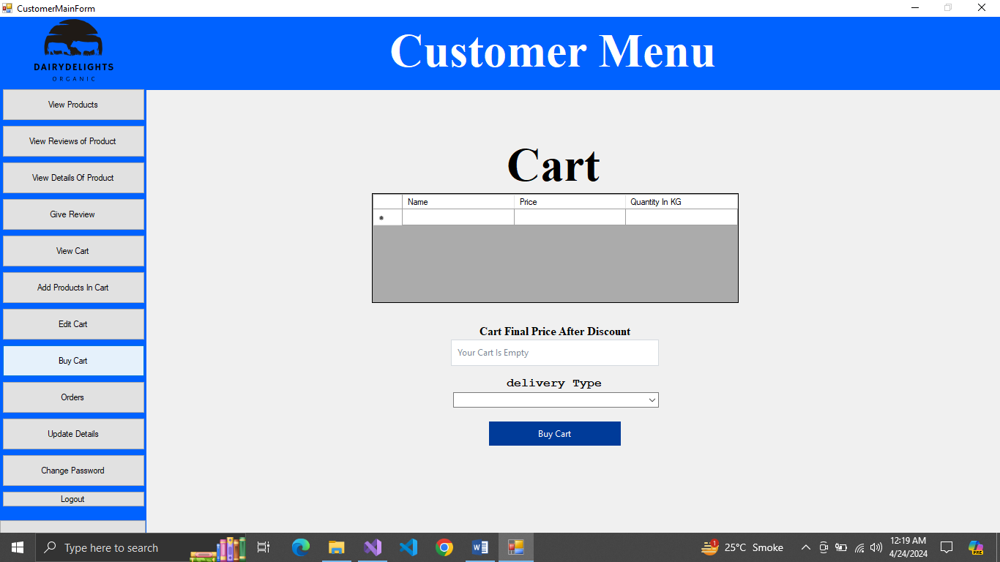 CustomerMainForm
DAIRYDELIGHTS
ORGANIC
Customer Menu
View Products
View Reviews of Product
View Details Of Product
Give Review
View Cart
Add Products In Cart
Edit Cart
Buy Cart
Orders
Update Details
Change Password
Logout
Cart
Name Price Quantity In KG
Cart Final Price After Discount
Your Cart Is Empty
delivery Type
Buy Cart
Type here to search
1
25°C Smoke
12:19 AM
4/24/2024
PRE